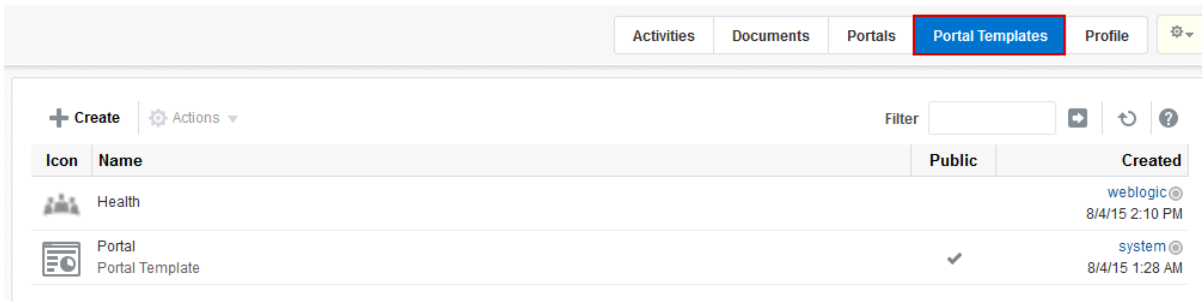 Activities Documents Portals Portal Templates Profile
Create Actions Filter
Icon Name Public Created
Health weblogic
8/4/15 2:10 PM
Portal system
Portal Template 8/4/15 1:28 AM